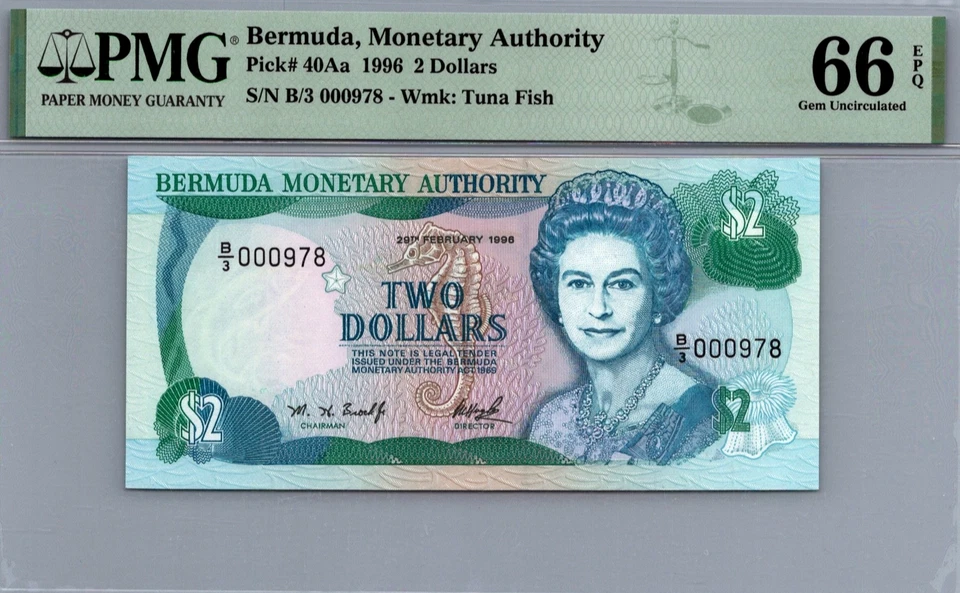 PMG®
PAPER MONEY GUARANTY
Bermuda, Monetary Authority
Pick# 40Aa 1996 2 Dollars
S/N B/3 000978 - Wmk: Tuna Fish
66 EPQ
Gem Uncirculated
BERMUDA MONETARY AUTHORITY
$2
29TH FEBRUARY 1996
B/3 000978
TWO
DOLLARS
THIS NOTE IS LEGAL TENDER
ISSUED UNDER THE BERMUDA
MONETARY AUTHORITY ACT 1969
B/3 000978
CHAIRMAN
DIRECTOR
$2
$2